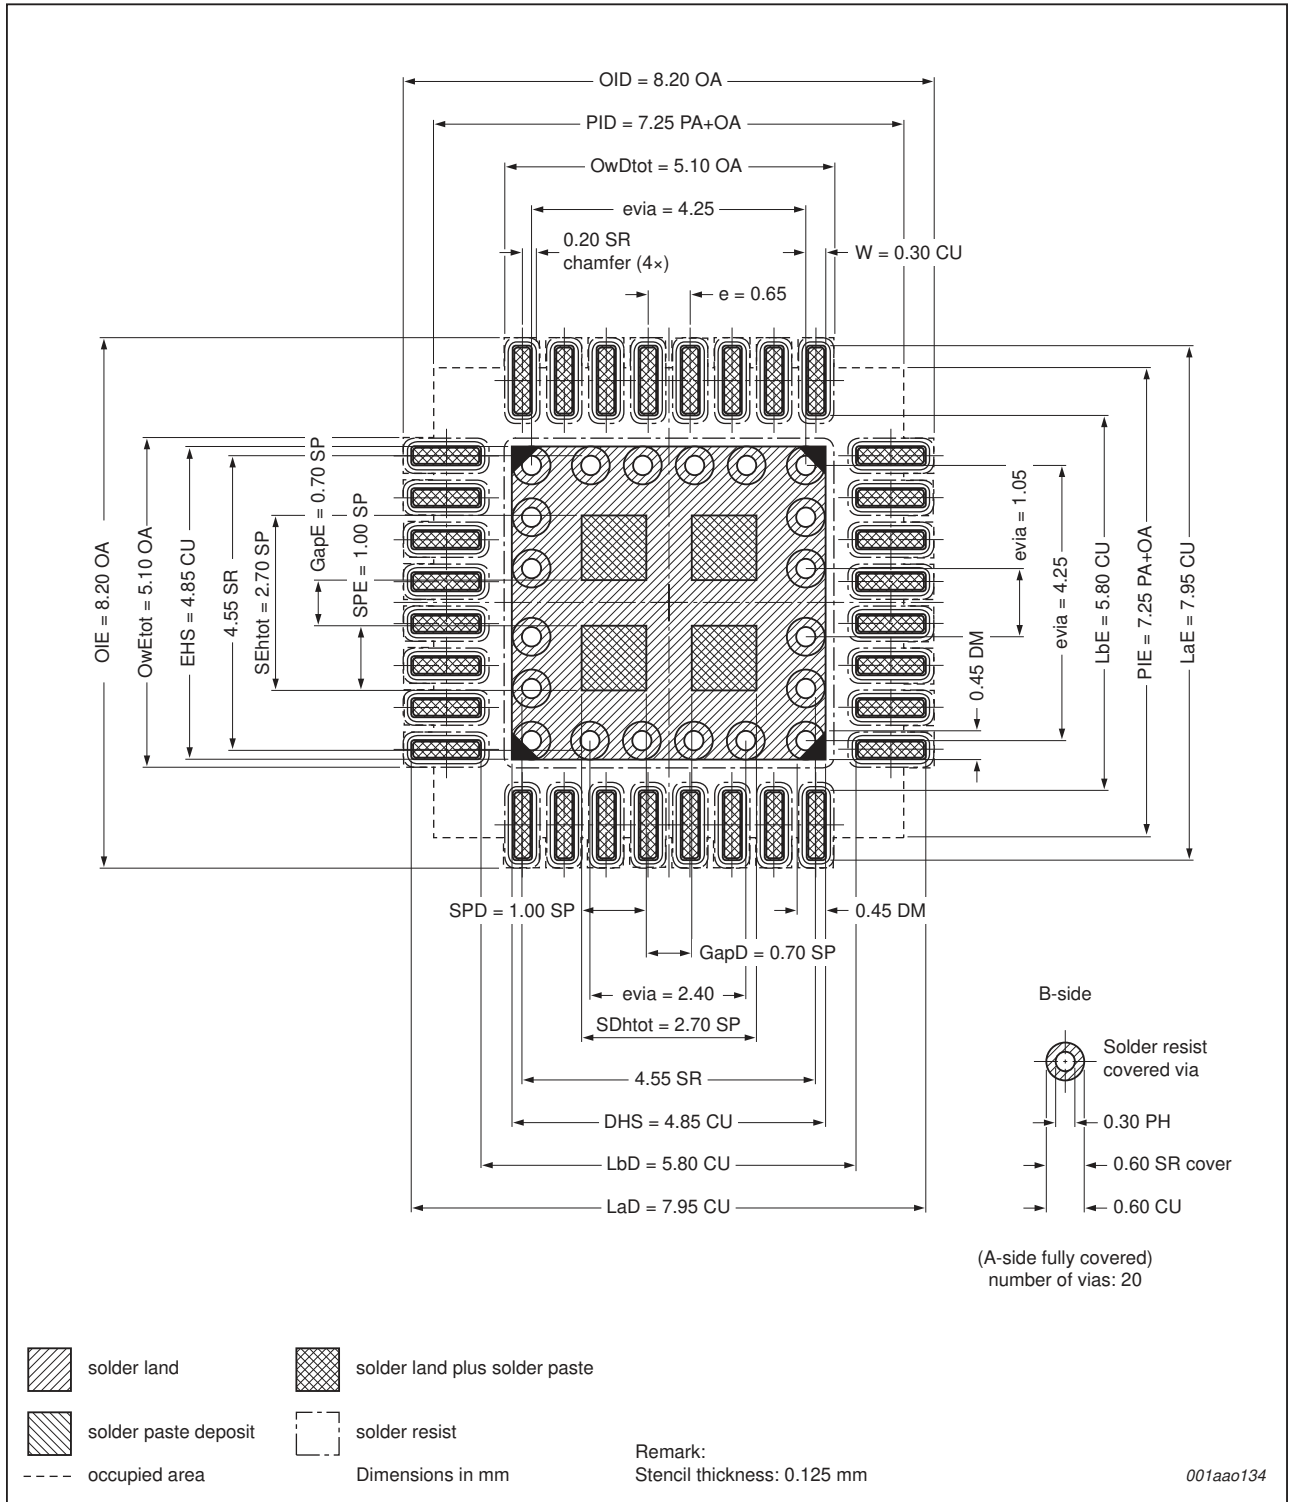 OID = 8.20 OA
PID = 7.25 PA+OA
OwDtot = 5.10 OA
evia = 4.25
0.20 SR
chamfer (4×)
W = 0.30 CU
e = 0.65
OIE = 8.20 OA
OwEtot = 5.10 OA
EHS = 4.85 CU
4.55 SR
SEhtot = 2.70 SP
GapE = 0.70 SP
SPE = 1.00 SP
evia = 1.05
0.45 DM
evia = 4.25
LbE = 5.80 CU
PIE = 7.25 PA+OA
LaE = 7.95 CU
SPD = 1.00 SP
0.45 DM
GapD = 0.70 SP
evia = 2.40
SDhtot = 2.70 SP
4.55 SR
DHS = 4.85 CU
LbD = 5.80 CU
LaD = 7.95 CU
B-side
Solder resist
covered via
0.30 PH
0.60 SR cover
0.60 CU
(A-side fully covered)
number of vias: 20
solder land
solder land plus solder paste
solder paste deposit
solder resist
occupied area
Dimensions in mm
Remark:
Stencil thickness: 0.125 mm
001aao134